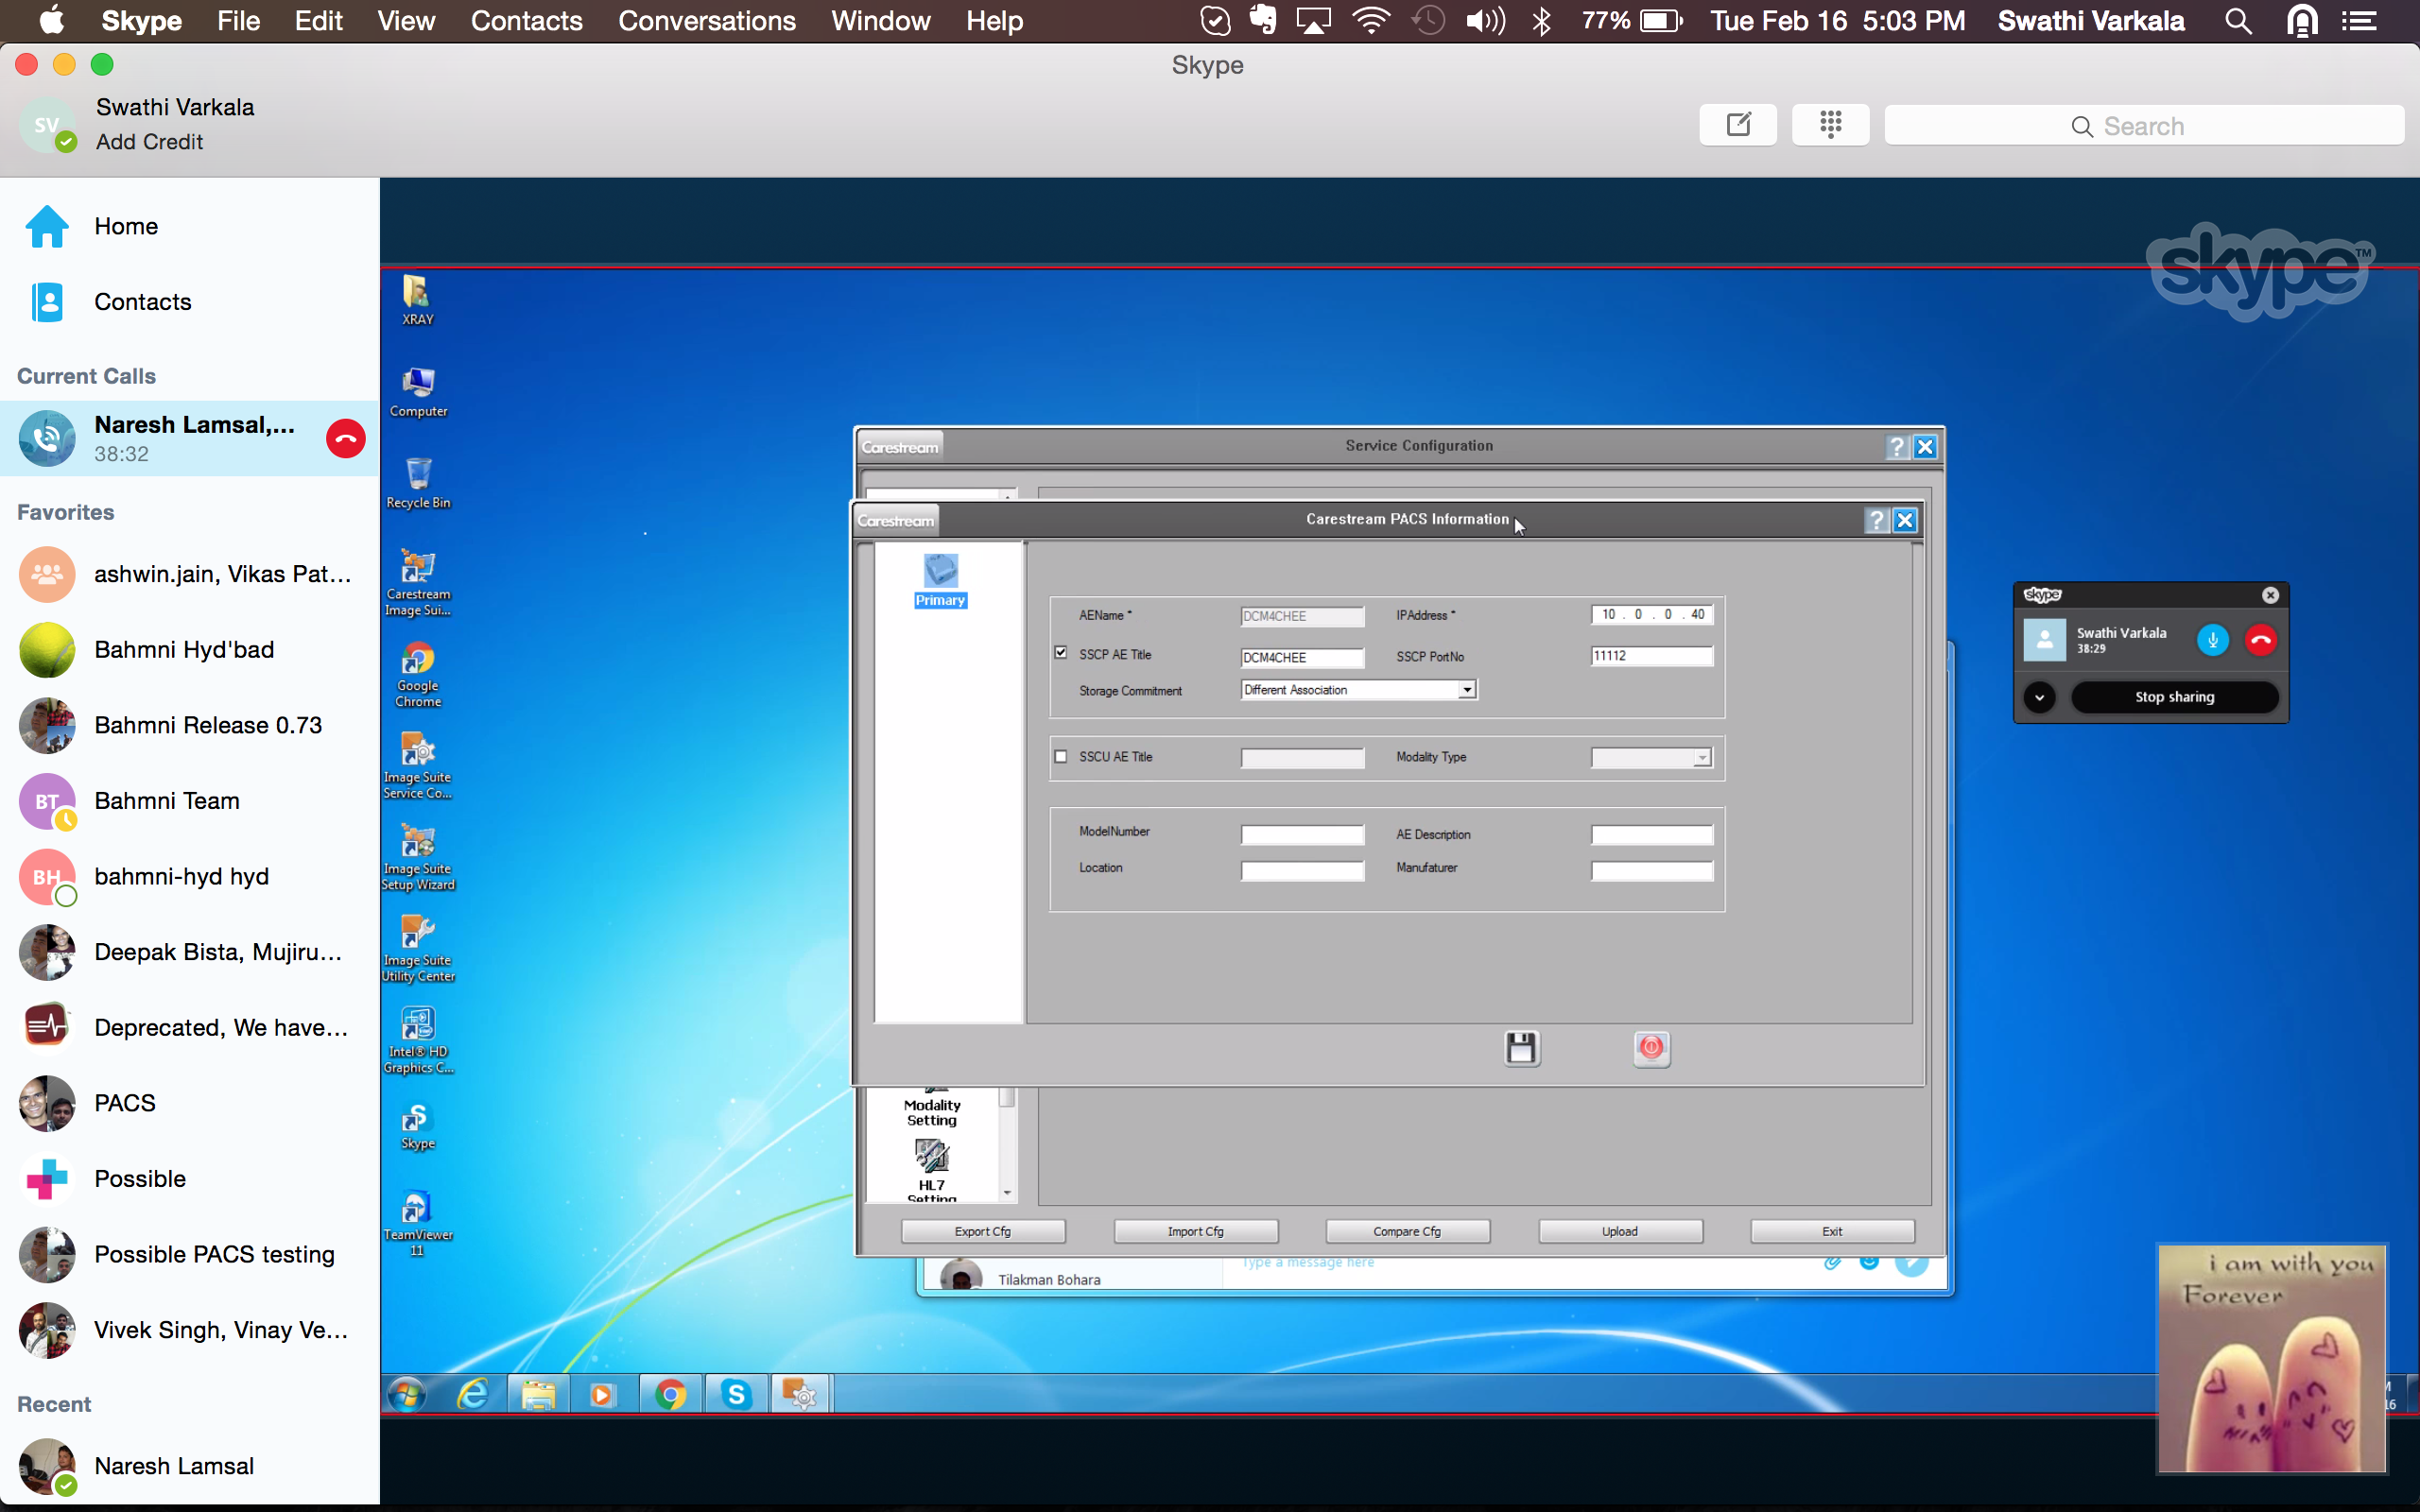 Skype File Edit View Contacts Conversations Window Help 77% Tue Feb 16 5:03 PM Swathi Varkala
Skype
SV Swathi Varkala
Add Credit
Search
Home
Contacts
Current Calls
Naresh Lamsal,...
38:32
Favorites
ashwin.jain, Vikas Pat...
Bahmni Hyd'bad
Bahmni Release 0.73
BT Bahmni Team
BH bahmni-hyd hyd
Deepak Bista, Mujiru...
Deprecated, We have...
PACS
Possible
Possible PACS testing
Vivek Singh, Vinay Ve...
Recent
Naresh Lamsal
skype™
XRAY
Computer
Recycle Bin
Carestream
Image Sui...
Google
Chrome
Image Suite
Service Co...
Image Suite
Setup Wizard
Image Suite
Utility Center
Intel® HD
Graphics C...
Skype
TeamViewer
11
Carestream Service Configuration ?
Carestream Carestream PACS Information ?
Primary
AEName * DCM4CHEE IPAddress * 10 . 0 . 0 . 40
SSCP AE Title DCM4CHEE SSCP PortNo 11112
Storage Commitment Different Association
SSCU AE Title Modality Type
ModelNumber AE Description
Location Manufaturer
Modality
Setting
HL7
Setting
Export Cfg Import Cfg Compare Cfg Upload Exit
Tilakman Bohara Type a message here
skype
Swathi Varkala
38:29
Stop sharing
i am with you
Forever